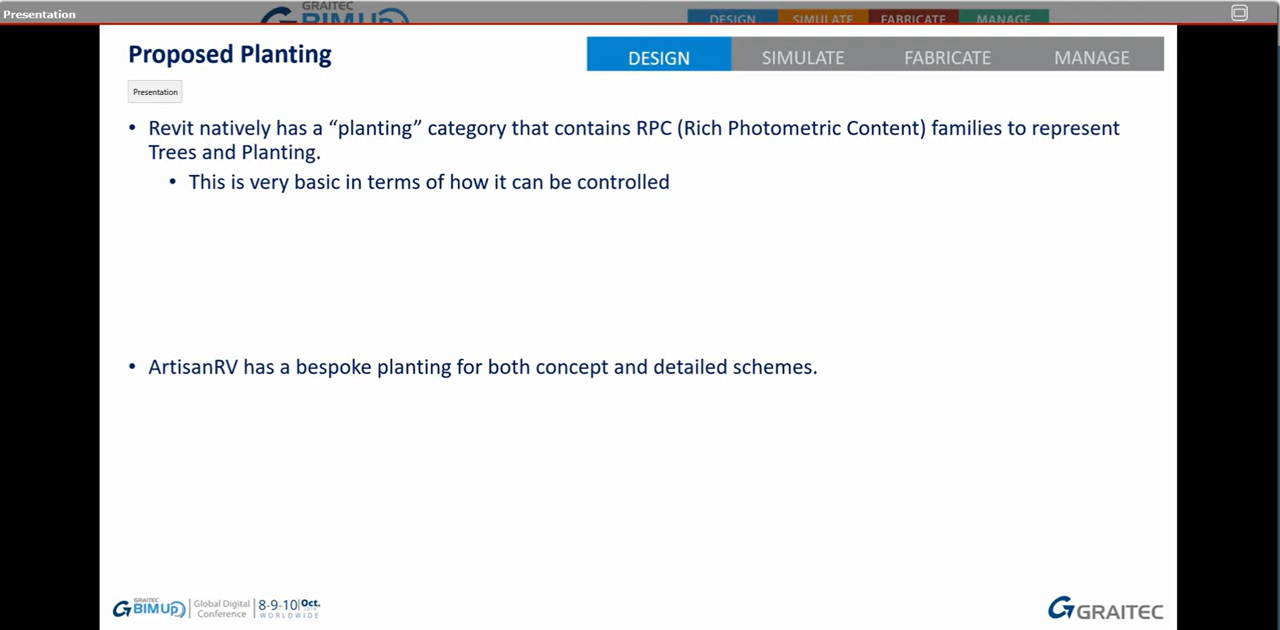 Presentation
GRAITEC
BIMUP
DESIGN SIMULATE FABRICATE MANAGE
Proposed Planting
DESIGN SIMULATE FABRICATE MANAGE
Presentation
• Revit natively has a “planting” category that contains RPC (Rich Photometric Content) families to represent
Trees and Planting.
• This is very basic in terms of how it can be controlled
• ArtisanRV has a bespoke planting for both concept and detailed schemes.
GRAITEC
BIMUp
Global Digital
Conference
8-9-10 Oct.
WORLDWIDE
GRAITEC